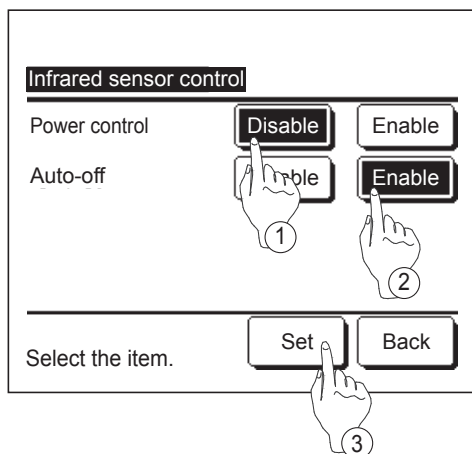 Infrared sensor control
Power control Disable Enable
Auto-off Enable
1
2
Select the item. Set Back
3